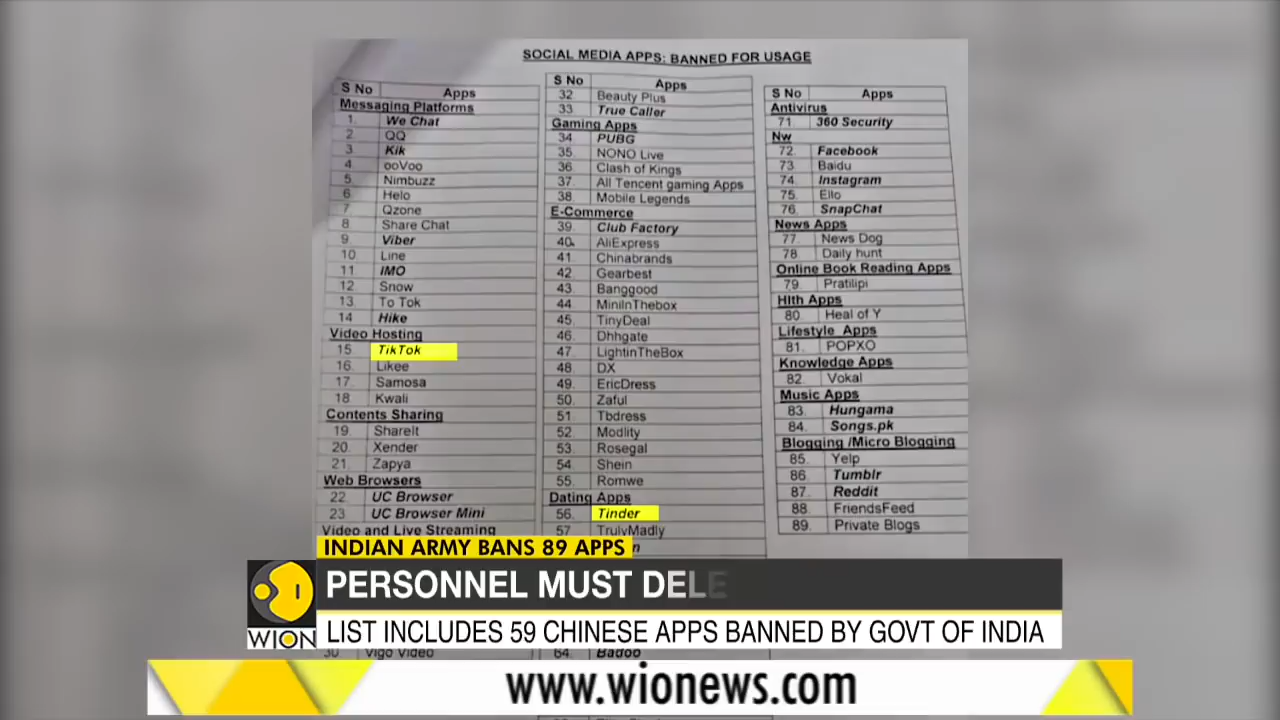 SOCIAL MEDIA APPS: BANNED FOR USAGE
S No Apps
Messaging Platforms
1. We Chat
2 QQ
3. Kik
4. ooVoo
5. Nimbuzz
6 Helo
7 Qzone
8 Share Chat
9. Viber
10. Line
11 IMO
12 Snow
13. To Tok
14 Hike
Video Hosting
15 TikTok
16. Likee
17. Samosa
18 Kwali
Contents Sharing
19. ShareIt
20. Xender
21. Zapya
Web Browsers
22 UC Browser
23 UC Browser Mini
Video and Live Streaming
30 Vigo Video
S No Apps
32 Beauty Plus
33 True Caller
Gaming Apps
34 PUBG
35 NONO Live
36 Clash of Kings
37. All Tencent gaming Apps
38. Mobile Legends
E-Commerce
39. Club Factory
40. AliExpress
41. Chinabrands
42 Gearbest
43. Banggood
44 MiniInThebox
45. TinyDeal
46 Dhhgate
47. LightinTheBox
48 DX
49. EricDress
50. Zaful
51 Tbdress
52. Modlity
53. Rosegal
54. Shein
55. Romwe
Dating Apps
56. Tinder
57 TrulyMadly
64. Badoo
S No Apps
Antivirus
71 360 Security
Nw
72. Facebook
73 Baidu
74 Instagram
75. Ello
76 SnapChat
News Apps
77. News Dog
78 Daily hunt
Online Book Reading Apps
79. Pratilipi
Hlth Apps
80. Heal of Y
Lifestyle Apps
81. POPXO
Knowledge Apps
82. Vokal
Music Apps
83. Hungama
84. Songs.pk
Blogging /Micro Blogging
85. Yelp
86 Tumblr
87. Reddit
88 FriendsFeed
89. Private Blogs
INDIAN ARMY BANS 89 APPS
PERSONNEL MUST DELE
WION
LIST INCLUDES 59 CHINESE APPS BANNED BY GOVT OF INDIA
www.wionews.com